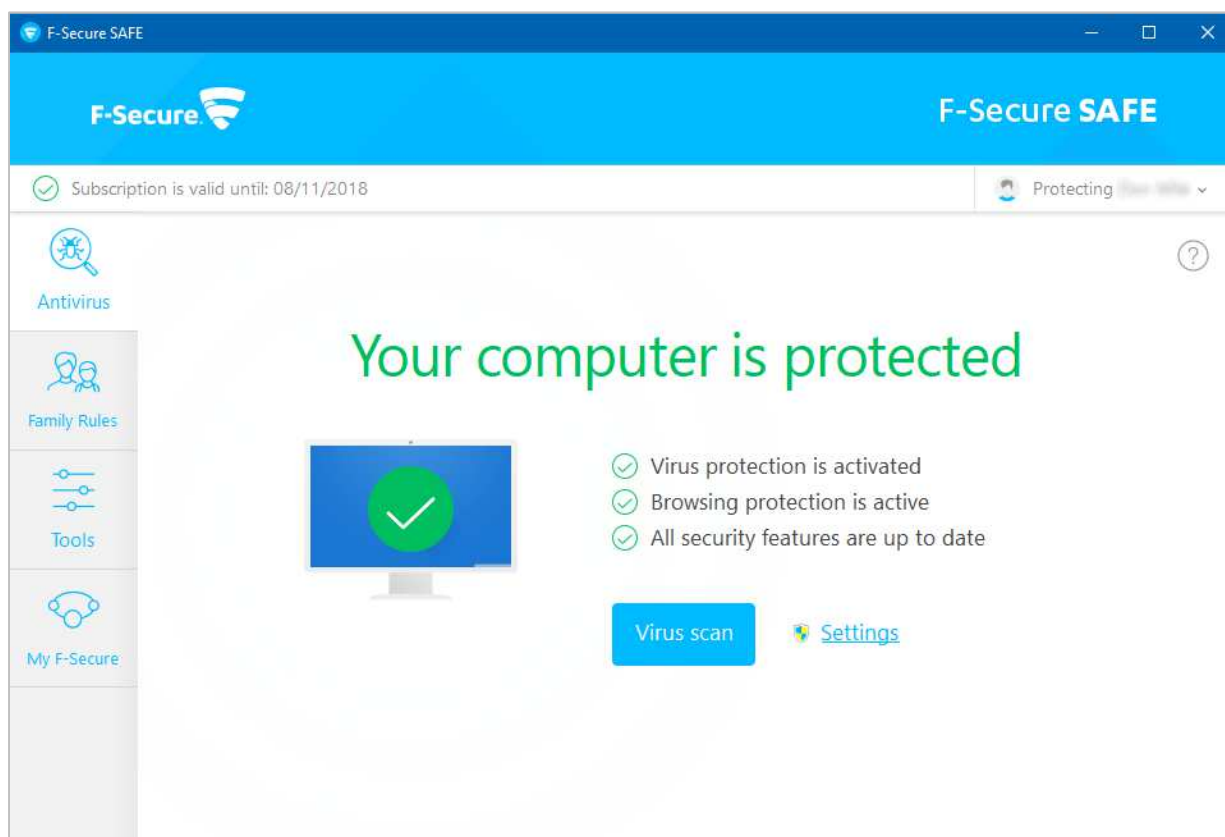 F-Secure SAFE
F-Secure.
F-Secure SAFE
Subscription is valid until: 08/11/2018
Protecting
Antivirus
?
Your computer is protected
Family Rules
Virus protection is activated
Browsing protection is active
All security features are up to date
Tools
Virus scan
Settings
My F-Secure